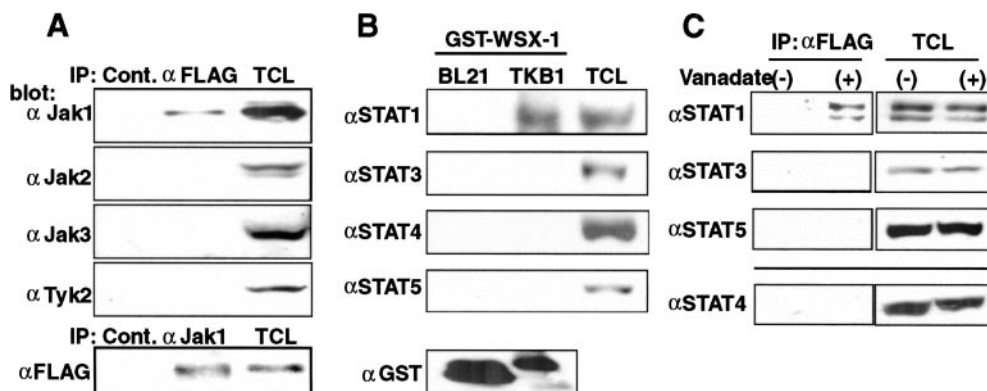 A
IP: Cont. α FLAG TCL
blot:
α Jak1
α Jak2
α Jak3
α Tyk2
IP: Cont. α Jak1 TCL
αFLAG
B
GST-WSX-1
BL21 TKB1 TCL
αSTAT1
αSTAT3
αSTAT4
αSTAT5
α GST
C
IP: αFLAG TCL
Vanadate (-) (+) (-) (+)
αSTAT1
αSTAT3
αSTAT5
αSTAT4